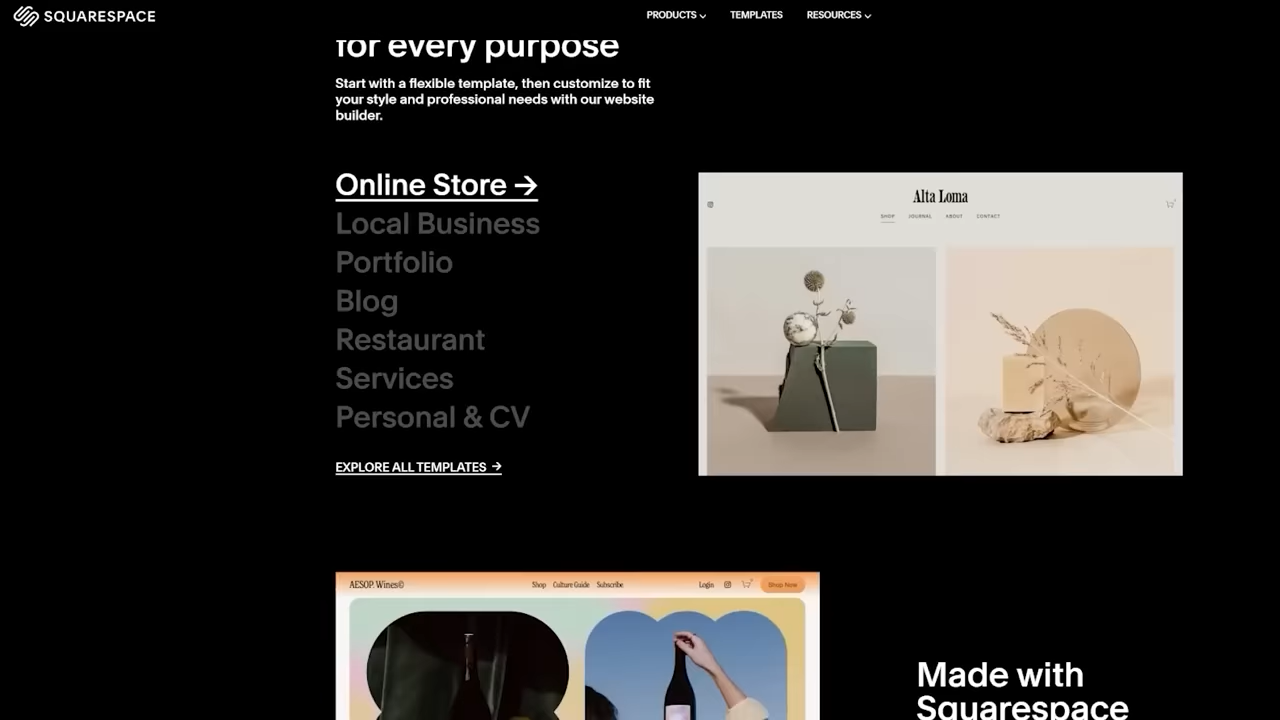 SQUARESPACE
PRODUCTS
TEMPLATES
RESOURCES
for every purpose
Start with a flexible template, then customize to fit
your style and professional needs with our website
builder.
Online Store →
Local Business
Portfolio
Blog
Restaurant
Services
Personal & CV
EXPLORE ALL TEMPLATES →
Alta Loma
SHOP JOURNAL ABOUT CONTACT
AESOP. Wines©
Shop Culture Guide Subscribe
Login
Shop Now
Made with
Squarespace